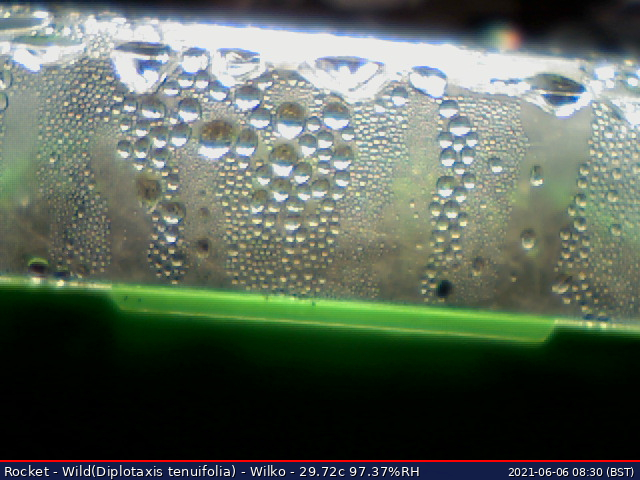 Rocket - Wild(Diplotaxis tenuifolia) - Wilko - 29.72c 97.37%RH
2021-06-06 08:30 (BST)